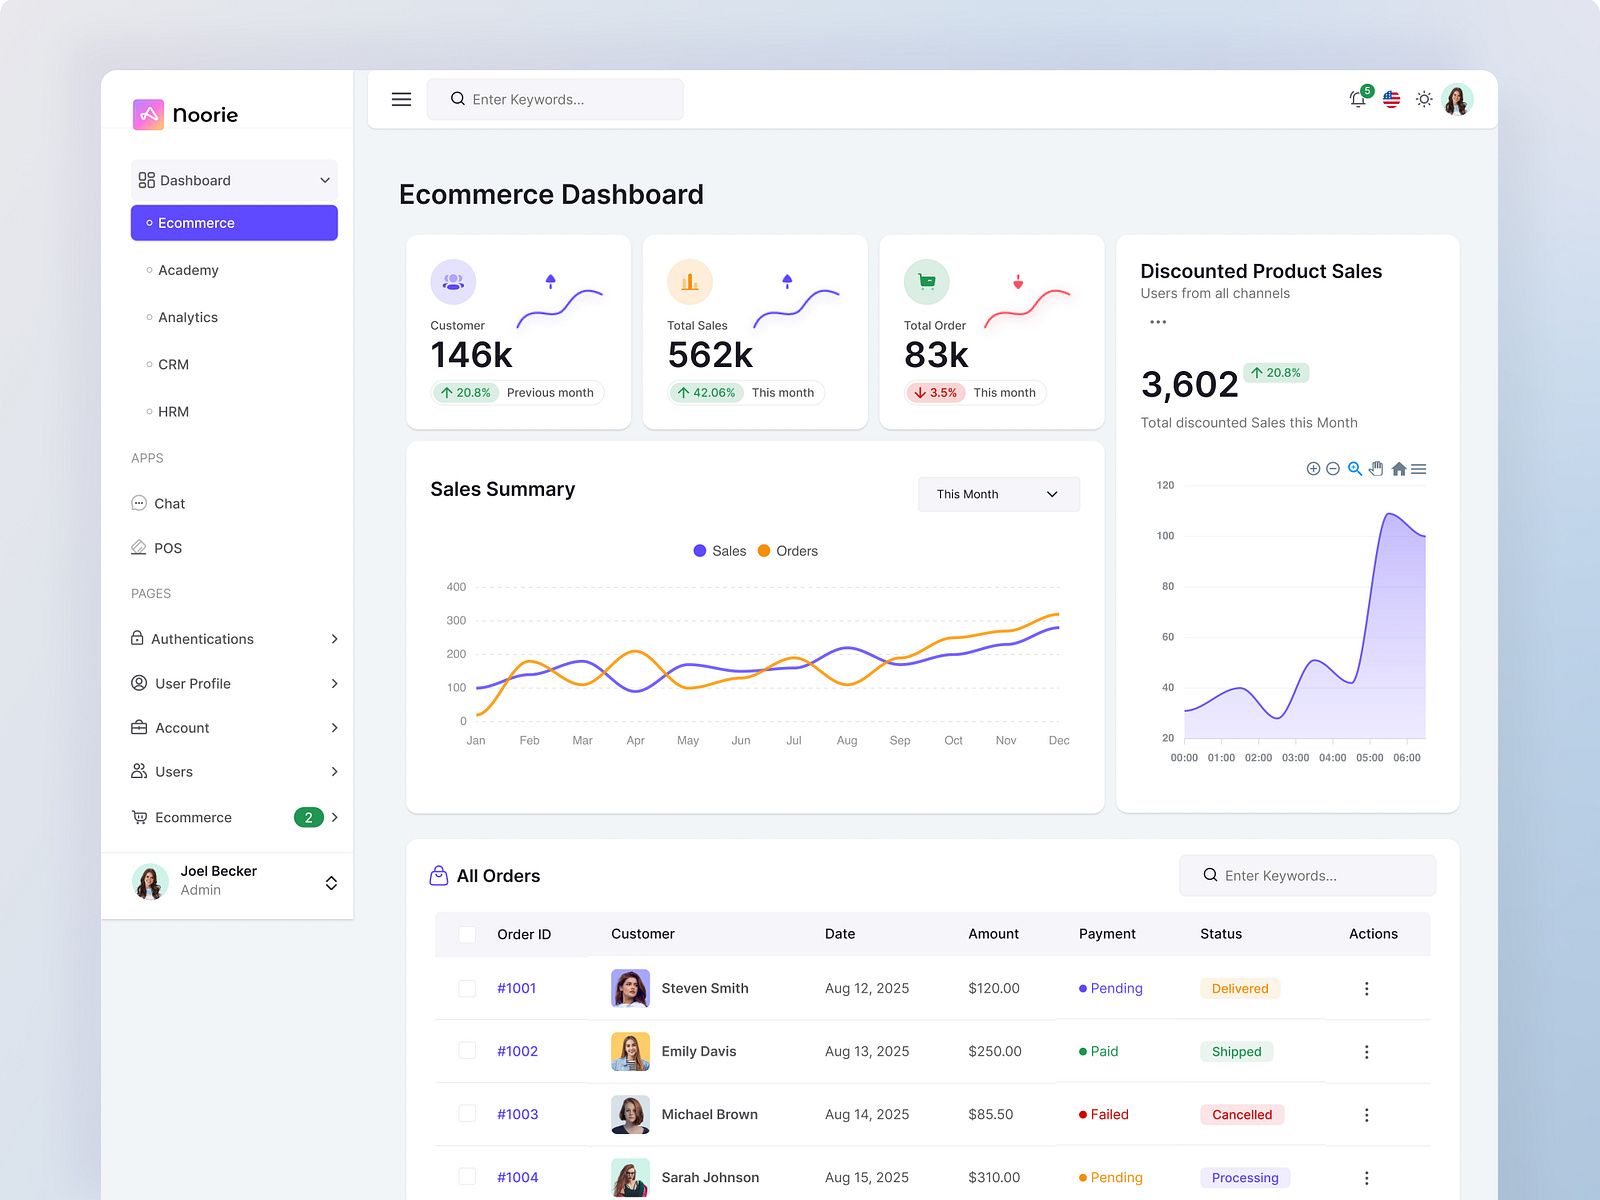 Noorie
Dashboard
Ecommerce
Academy
Analytics
CRM
HRM
APPS
Chat
POS
PAGES
Authentications
User Profile
Account
Users
Ecommerce 2
Joel Becker
Admin
Enter Keywords...
5
Ecommerce Dashboard
Customer
146k
20.8% Previous month
Total Sales
562k
42.06% This month
Total Order
83k
3.5% This month
Discounted Product Sales
Users from all channels
3,602 20.8%
Total discounted Sales this Month
120
100
80
60
40
20
00:00 01:00 02:00 03:00 04:00 05:00 06:00
Sales Summary
This Month
Sales Orders
400
300
200
100
0
Jan Feb Mar Apr May Jun Jul Aug Sep Oct Nov Dec
All Orders
Enter Keywords...
Order ID Customer Date Amount Payment Status Actions
#1001 Steven Smith Aug 12, 2025 $120.00 Pending Delivered
#1002 Emily Davis Aug 13, 2025 $250.00 Paid Shipped
#1003 Michael Brown Aug 14, 2025 $85.50 Failed Cancelled
#1004 Sarah Johnson Aug 15, 2025 $310.00 Pending Processing